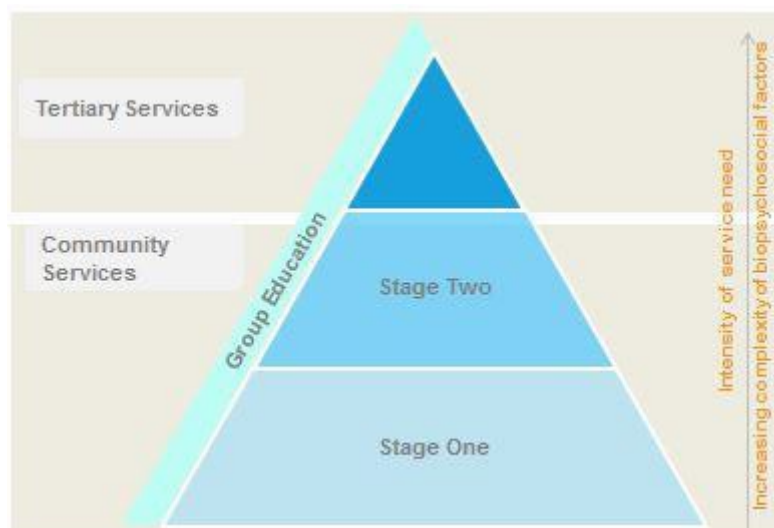 Tertiary Services
Community
Services
Group Education
Stage Two
Stage One
Intensity of service need
Increasing complexity of biopsychosocial factors